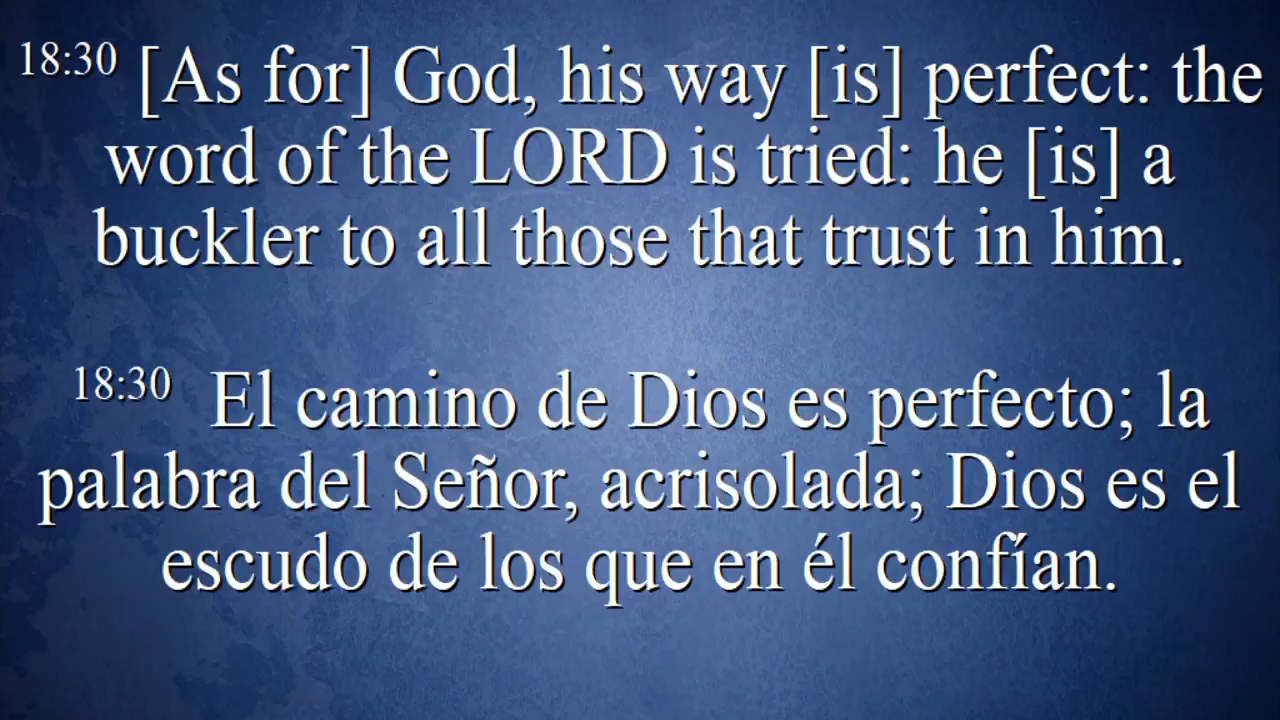 18:30 [As for] God, his way [is] perfect: the
word of the LORD is tried: he [is] a
buckler to all those that trust in him.
18:30 El camino de Dios es perfecto; la
palabra del Señor, acrisolada; Dios es el
escudo de los que en él confían.